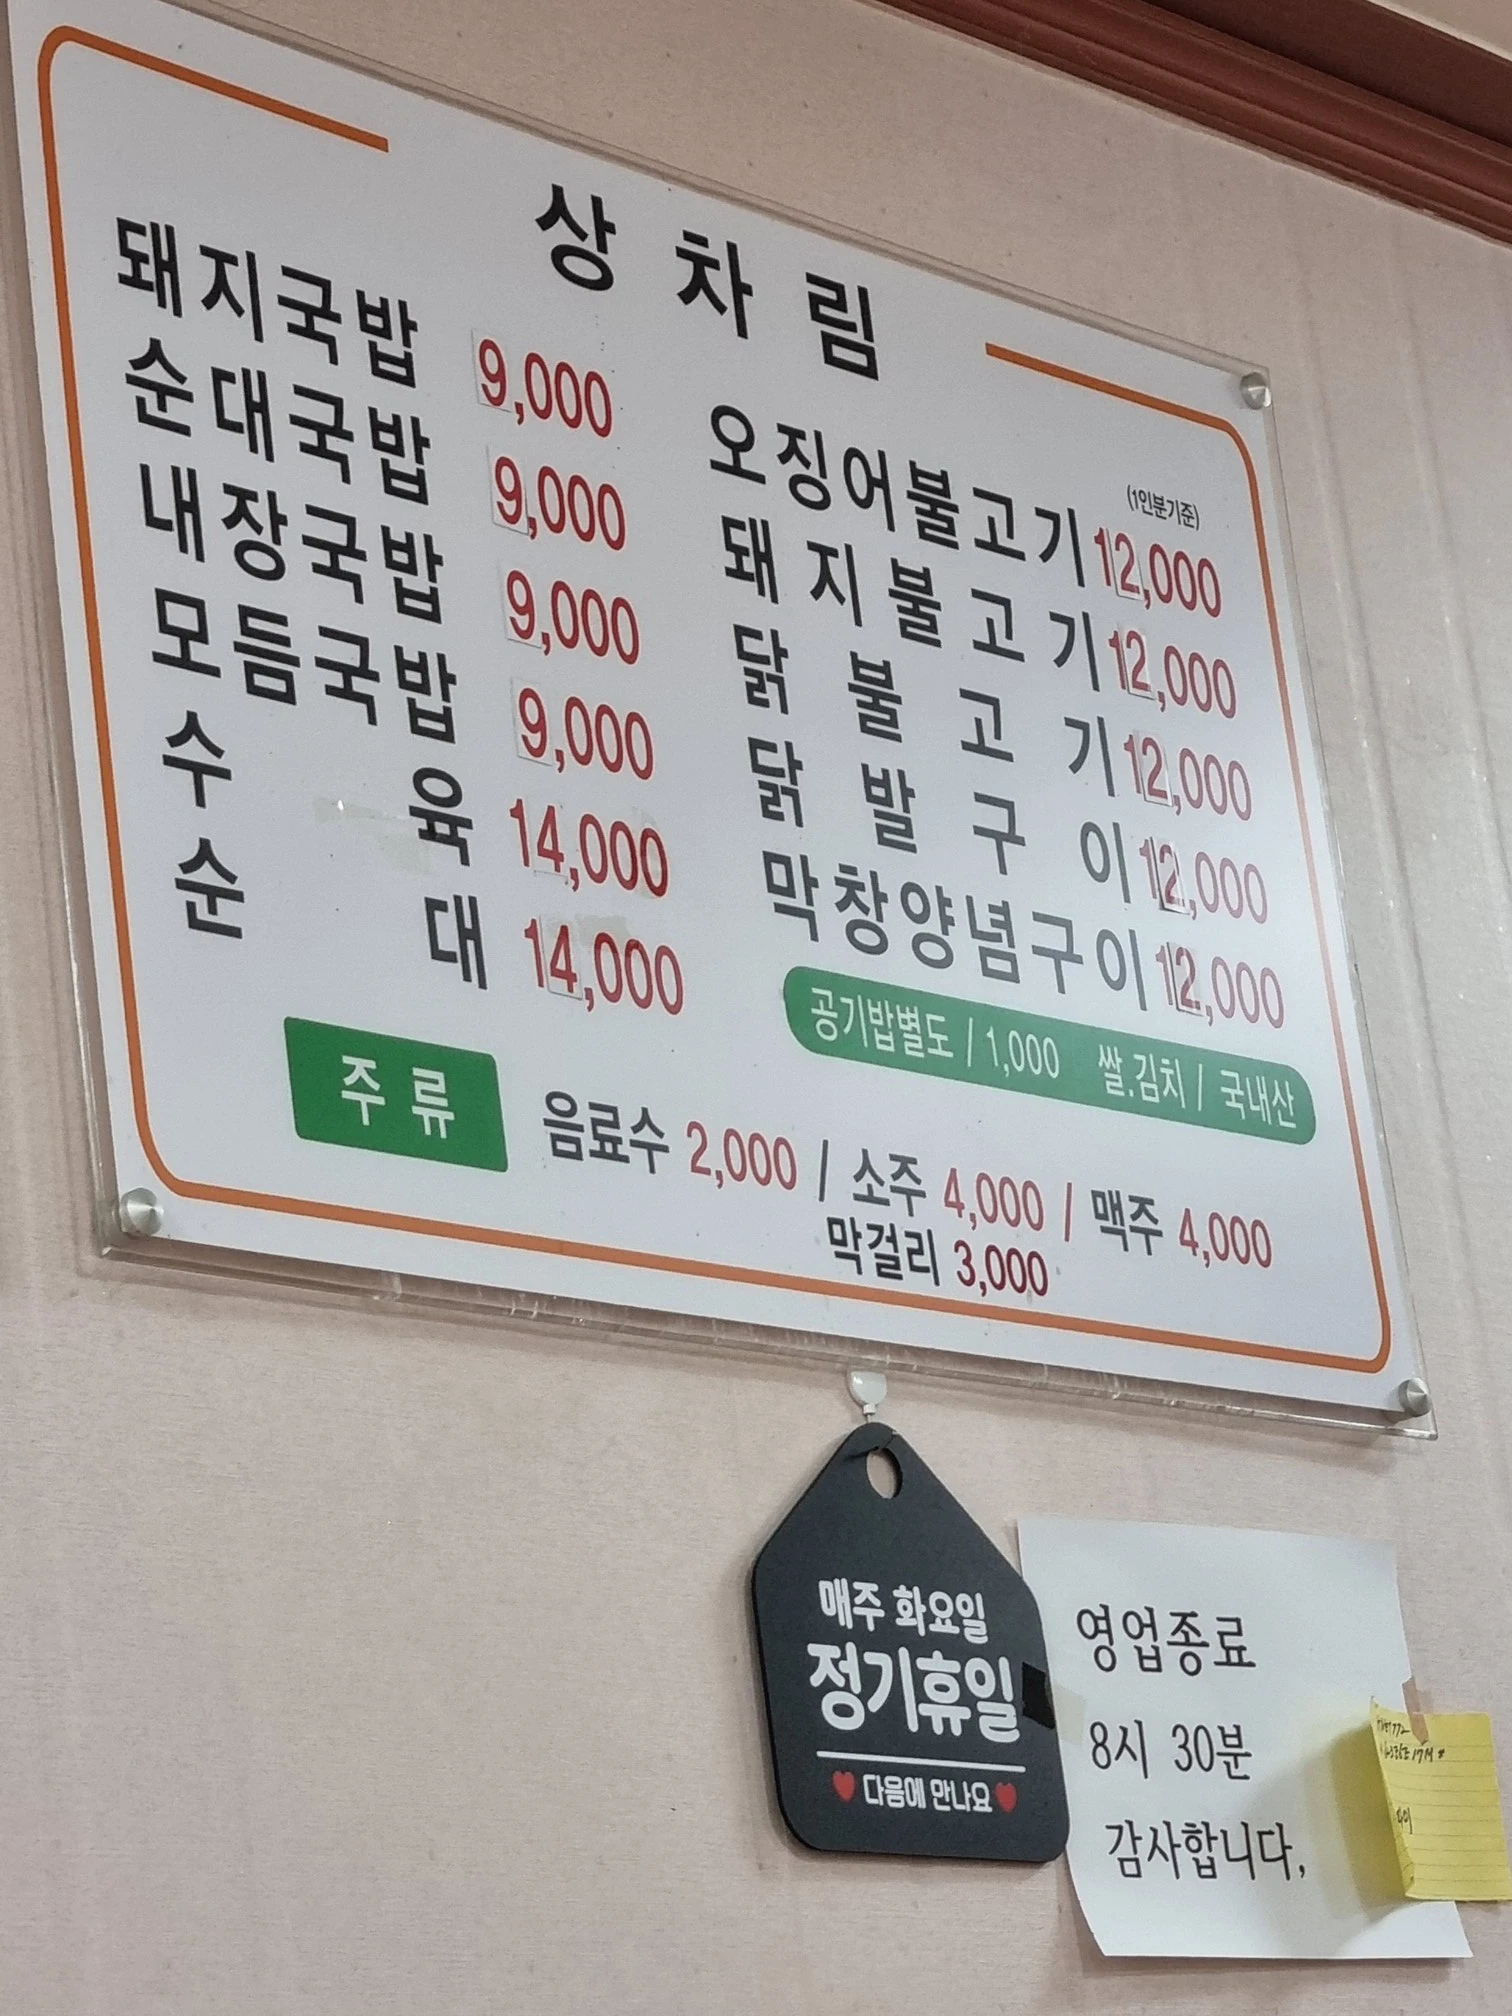 상차림
돼지국밥 9,000
순대국밥 9,000
내장국밥 9,000
모듬국밥 9,000
수육 14,000
순대 14,000
(1인분기준)
오징어불고기 12,000
돼지불고기 12,000
닭불고기 12,000
닭발구이 12,000
막창양념구이 12,000
공기밥별도 / 1,000 쌀.김치 / 국내산
주류
음료수 2,000 / 소주 4,000 / 맥주 4,000
막걸리 3,000
매주 화요일
정기휴일
다음에 만나요
영업종료
8시 30분
감사합니다,